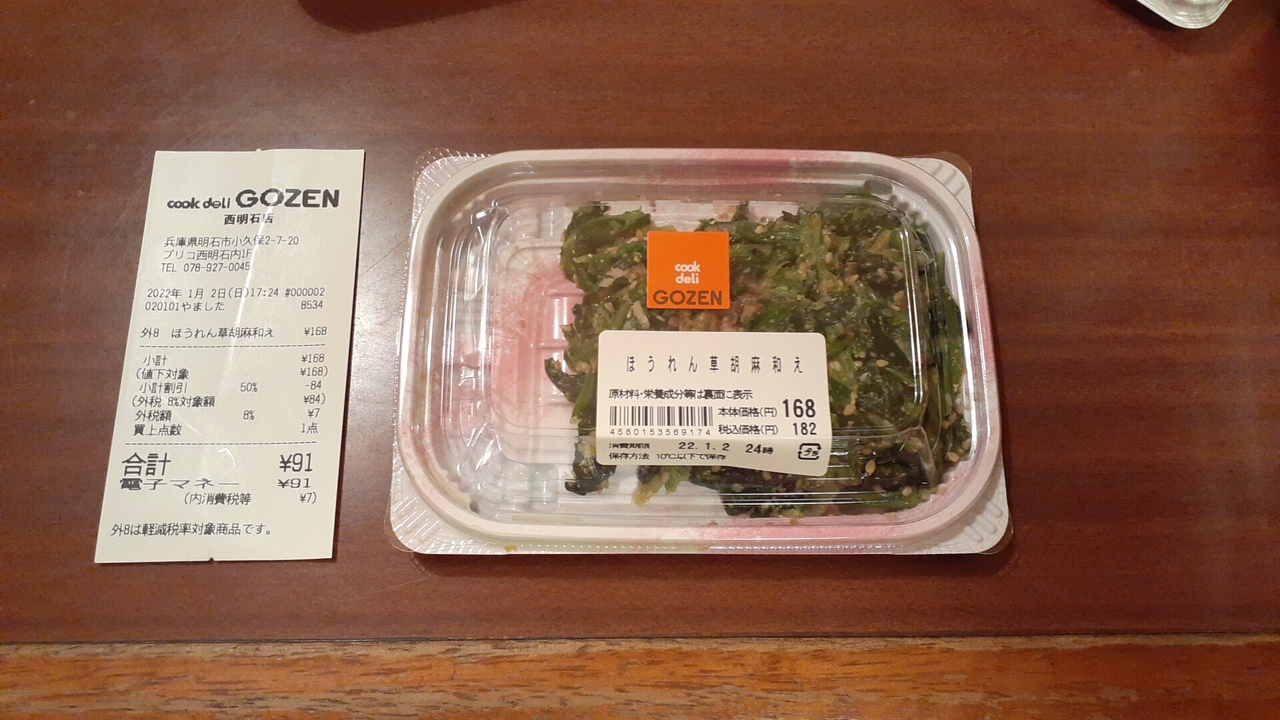 cook deli GOZEN
西明石店
兵庫県明石市小久保2-7-20
プリコ西明石内1F
TEL 078-927-0045
2022年 1月 2日(日)17:24 #000002
020101やました 8534
外8 ほうれん草胡麻和え ¥168
小計 ¥168
(値下対象 ¥168)
小計割引 50% -84
(外税 8%対象額 ¥84)
外税額 8% ¥7
買上点数 1点
合計 ¥91
電子マネー ¥91
(内消費税等 ¥7)
外8は軽減税率対象商品です。
cook
deli
GOZEN
ほうれん草胡麻和え
原材料・栄養成分等は裏面に表示
本体価格(円) 168
4580153569174 税込価格(円) 182
消費期限 22.1.2 24時
保存方法 10℃以下で保存